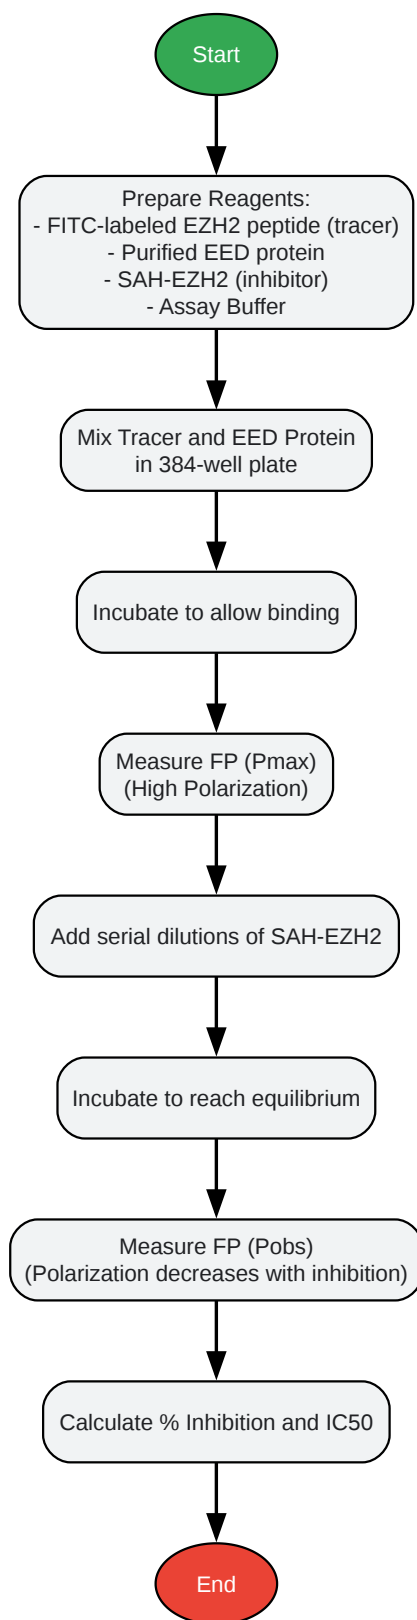 Start
Prepare Reagents:
- FITC-labeled EZH2 peptide (tracer)
- Purified EED protein
- SAH-EZH2 (inhibitor)
- Assay Buffer
Mix Tracer and EED Protein
in 384-well plate
Incubate to allow binding
Measure FP (Pmax)
(High Polarization)
Add serial dilutions of SAH-EZH2
Incubate to reach equilibrium
Measure FP (Pobs)
(Polarization decreases with inhibition)
Calculate % Inhibition and IC50
End